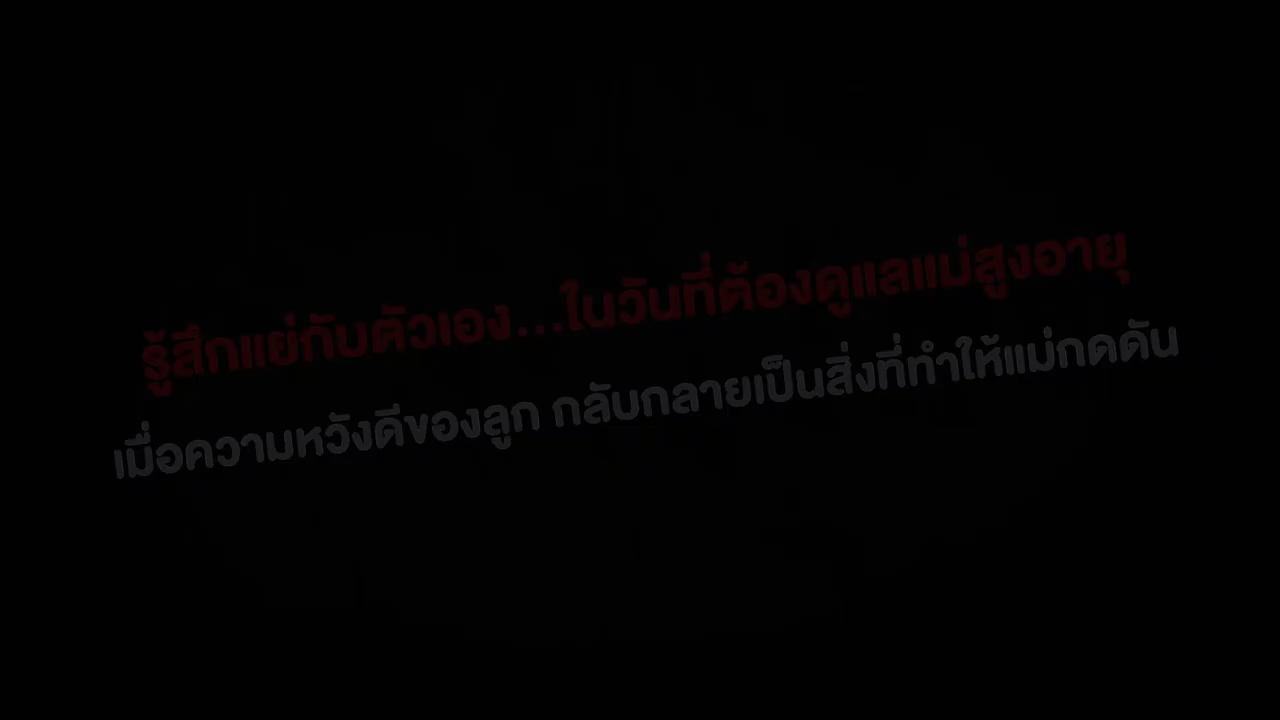 รู้สึกแย่กับตัวเอง...ในวันที่ต้องดูแลแม่สูงอายุ
เมื่อความหวังดีของลูก กลับกลายเป็นสิ่งที่ทำให้แม่กดดัน